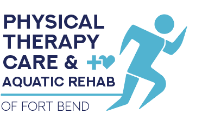 PHYSICAL
THERAPY
CARE &
AQUATIC REHAB
OF FORT BEND